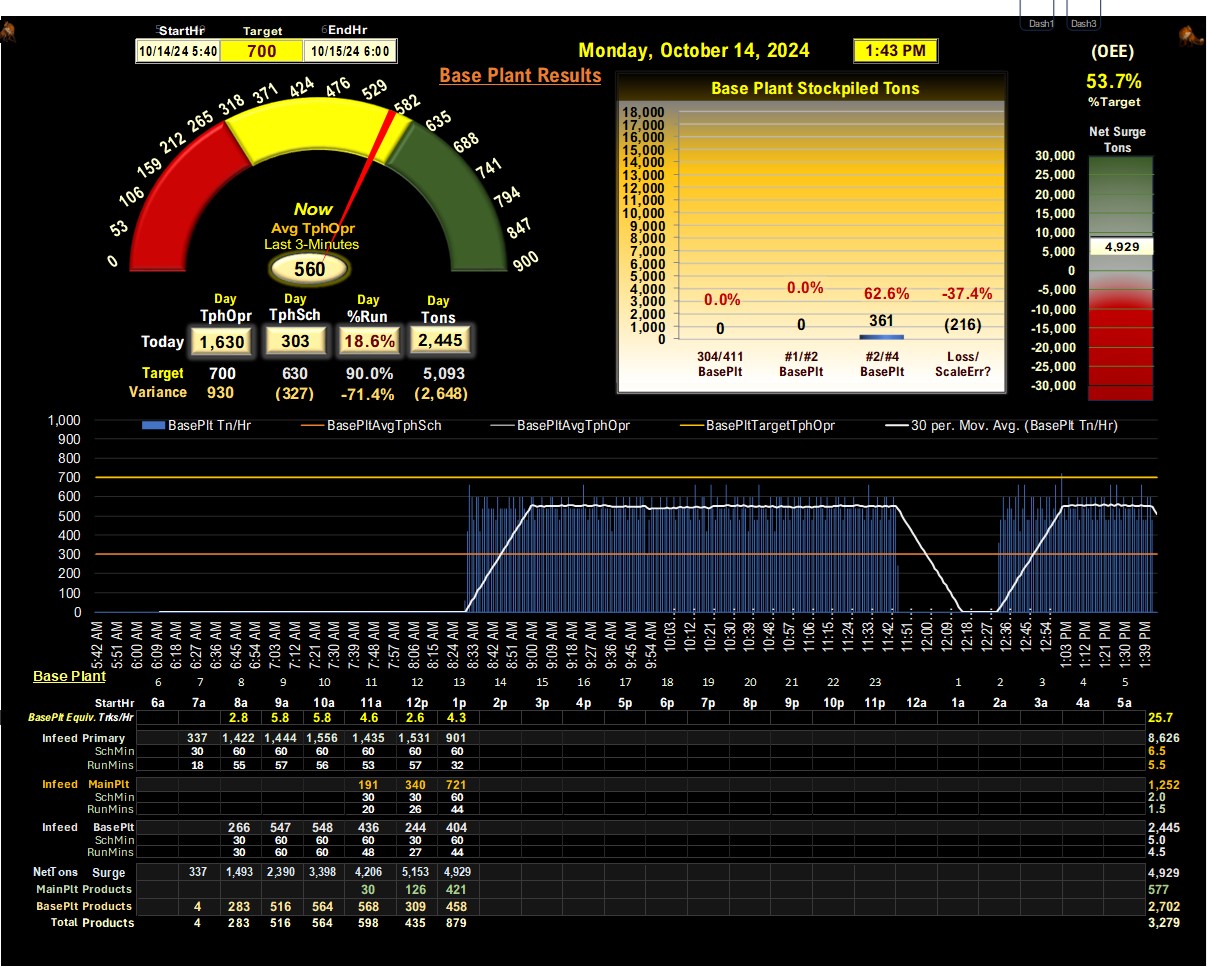 Dash1 Dash3
StartHr Target EndHr
10/14/24 5:40 700 10/15/24 6:00
Monday, October 14, 2024 1:43 PM
(OEE)
53.7%
%Target
Base Plant Results
0 53 106 159 212 265 318 371 424 476 529 582 635 688 741 794 847 900
Now
Avg TphOpr
Last 3-Minutes
560
Day Day Day Day
TphOpr TphSch %Run Tons
Today 1,630 303 18.6% 2,445
Target 700 630 90.0% 5,093
Variance 930 (327) -71.4% (2,648)
Base Plant Stockpiled Tons
18,000
17,000
16,000
15,000
14,000
13,000
12,000
11,000
10,000
9,000
8,000
7,000
6,000
5,000
4,000
3,000
2,000
1,000
0
0.0% 0.0% 62.6% -37.4%
0 0 361 (216)
304/411 #1/#2 #2/#4 Loss/
BasePlt BasePlt BasePlt ScaleErr?
Net Surge
Tons
30,000
25,000
20,000
15,000
10,000
5,000
0
-5,000
-10,000
-15,000
-20,000
-25,000
-30,000
4,929
BasePlt Tn/Hr BasePltAvgTphSch BasePltAvgTphOpr BasePltTargetTphOpr 30 per. Mov. Avg. (BasePlt Tn/Hr)
1,000
900
800
700
600
500
400
300
200
100
0
5:42 AM 5:51 AM 6:00 AM 6:09 AM 6:18 AM 6:27 AM 6:36 AM 6:45 AM 6:54 AM 7:03 AM 7:12 AM 7:21 AM 7:30 AM 7:39 AM 7:48 AM 7:57 AM 8:06 AM 8:15 AM 8:24 AM 8:33 AM 8:42 AM 8:51 AM 9:00 AM 9:09 AM 9:18 AM 9:27 AM 9:36 AM 9:45 AM 9:54 AM 10:03… 10:12… 10:21… 10:30… 10:39… 10:48… 10:57… 11:06… 11:15… 11:24… 11:33… 11:42… 11:51… 12:00… 12:09… 12:18… 12:27… 12:36… 12:45… 12:54… 1:03 PM 1:12 PM 1:21 PM 1:30 PM 1:39 PM
Base Plant
6 7 8 9 10 11 12 13 14 15 16 17 18 19 20 21 22 23 1 2 3 4 5
StartHr 6a 7a 8a 9a 10a 11a 12p 1p 2p 3p 4p 5p 6p 7p 8p 9p 10p 11p 12a 1a 2a 3a 4a 5a
BasePlt Equiv. Trks/Hr 2.8 5.8 5.8 4.6 2.6 4.3 25.7
Infeed Primary 337 1,422 1,444 1,556 1,435 1,531 901 8,626
SchMin 30 60 60 60 60 60 60 6.5
RunMins 18 55 57 56 53 57 32 5.5
Infeed MainPlt 191 340 721 1,252
SchMin 30 30 60 2.0
RunMins 20 26 44 1.5
Infeed BasePlt 266 547 548 436 244 404 2,445
SchMin 30 60 60 60 30 60 5.0
RunMins 30 60 60 48 27 44 4.5
NetTons Surge 337 1,493 2,390 3,398 4,206 5,153 4,929 4,929
MainPlt Products 30 126 421 577
BasePlt Products 4 283 516 564 568 309 458 2,702
Total Products 4 283 516 564 598 435 879 3,279